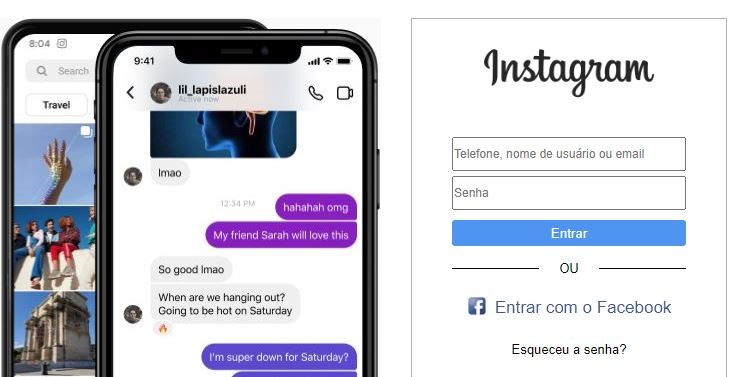 8:04
Search
Travel
9:41
lil_lapislazuli
Active now
lmao
12:34 PM
hahahah omg
My friend Sarah will love this
So good lmao
When are we hanging out?
Going to be hot on Saturday
I'm super down for Saturday?
Instagram
Telefone, nome de usuário ou email
Senha
Entrar
OU
Entrar com o Facebook
Esqueceu a senha?